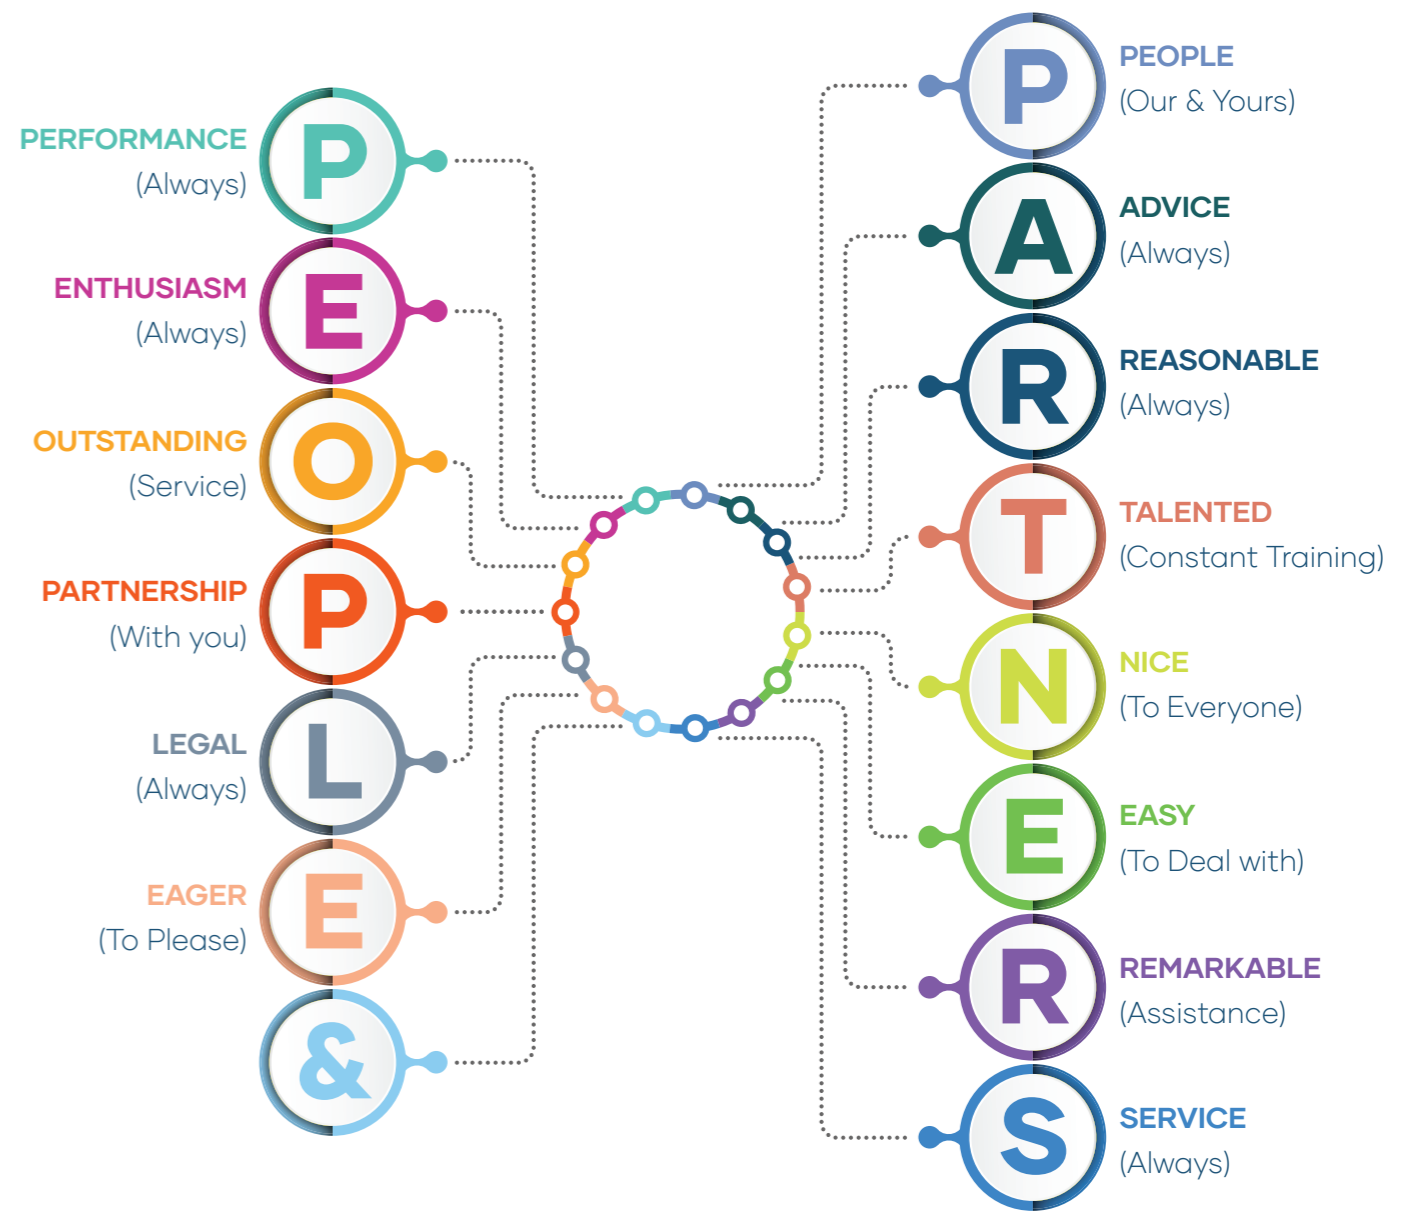 P
PERFORMANCE
(Always)
E
ENTHUSIASM
(Always)
O
OUTSTANDING
(Service)
P
PARTNERSHIP
(With you)
L
LEGAL
(Always)
E
EAGER
(To Please)
&
P
PEOPLE
(Our & Yours)
A
ADVICE
(Always)
R
REASONABLE
(Always)
T
TALENTED
(Constant Training)
N
NICE
(To Everyone)
E
EASY
(To Deal with)
R
REMARKABLE
(Assistance)
S
SERVICE
(Always)